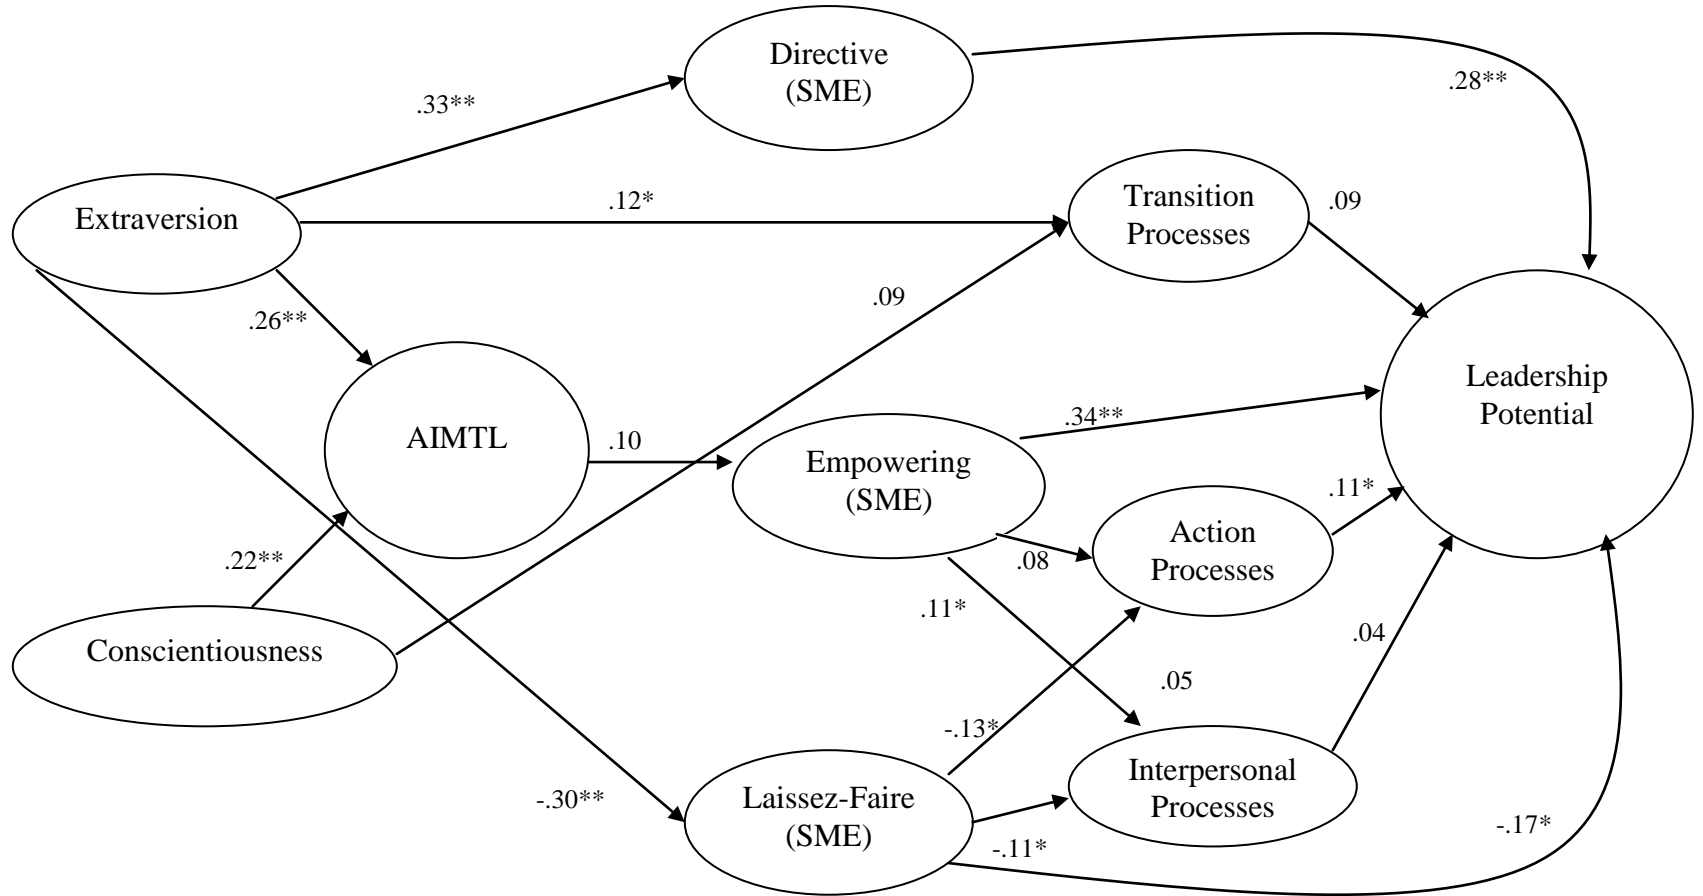 Directive
(SME)
.28**
.33**
Transition
Processes
.12*
.09
Extraversion
.09
.26**
Leadership
Potential
AIMTL
.10
.34**
Empowering
(SME)
.11*
Action
Processes
.22**
.08
.11*
.04
Conscientiousness
.05
-.13*
Interpersonal
Processes
-.30**
Laissez-Faire
(SME)
-.17*
-.11*